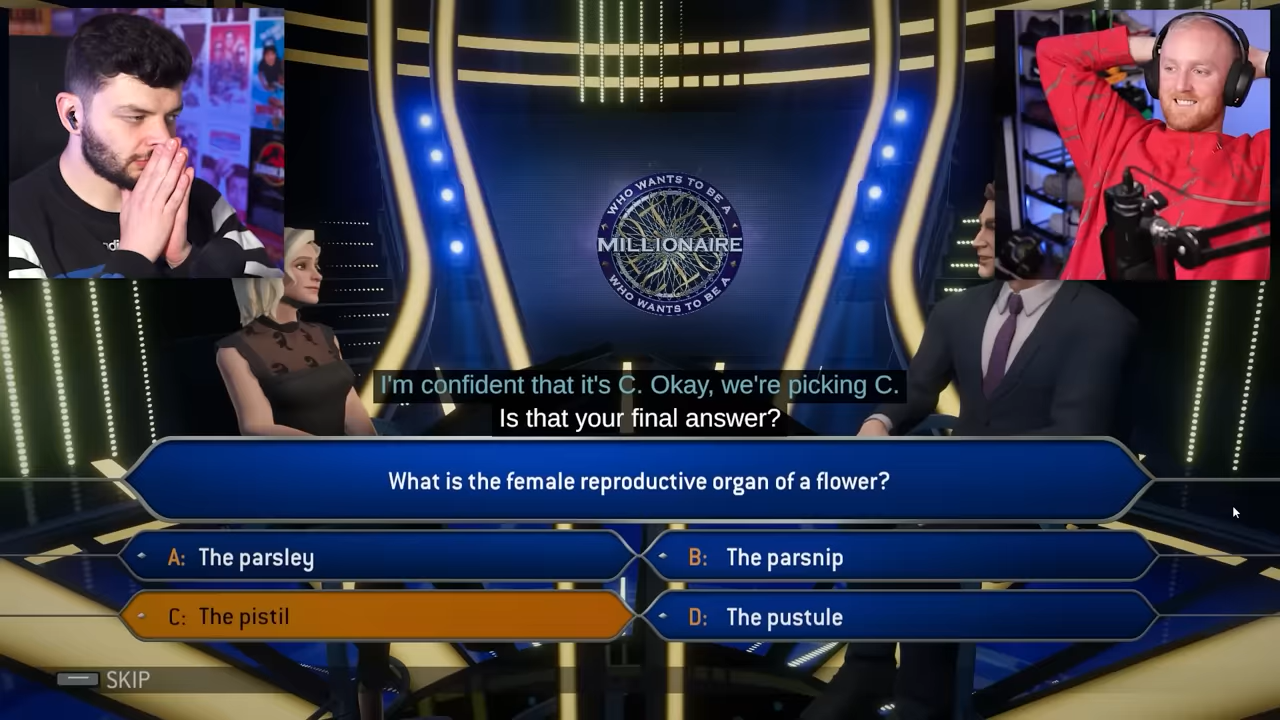 WHO WANTS TO BE A
MILLIONAIRE
WHO WANTS TO BE A
I'm confident that it's C. Okay, we're picking C.
Is that your final answer?
What is the female reproductive organ of a flower?
A: The parsley
B: The parsnip
C: The pistil
D: The pustule
SKIP